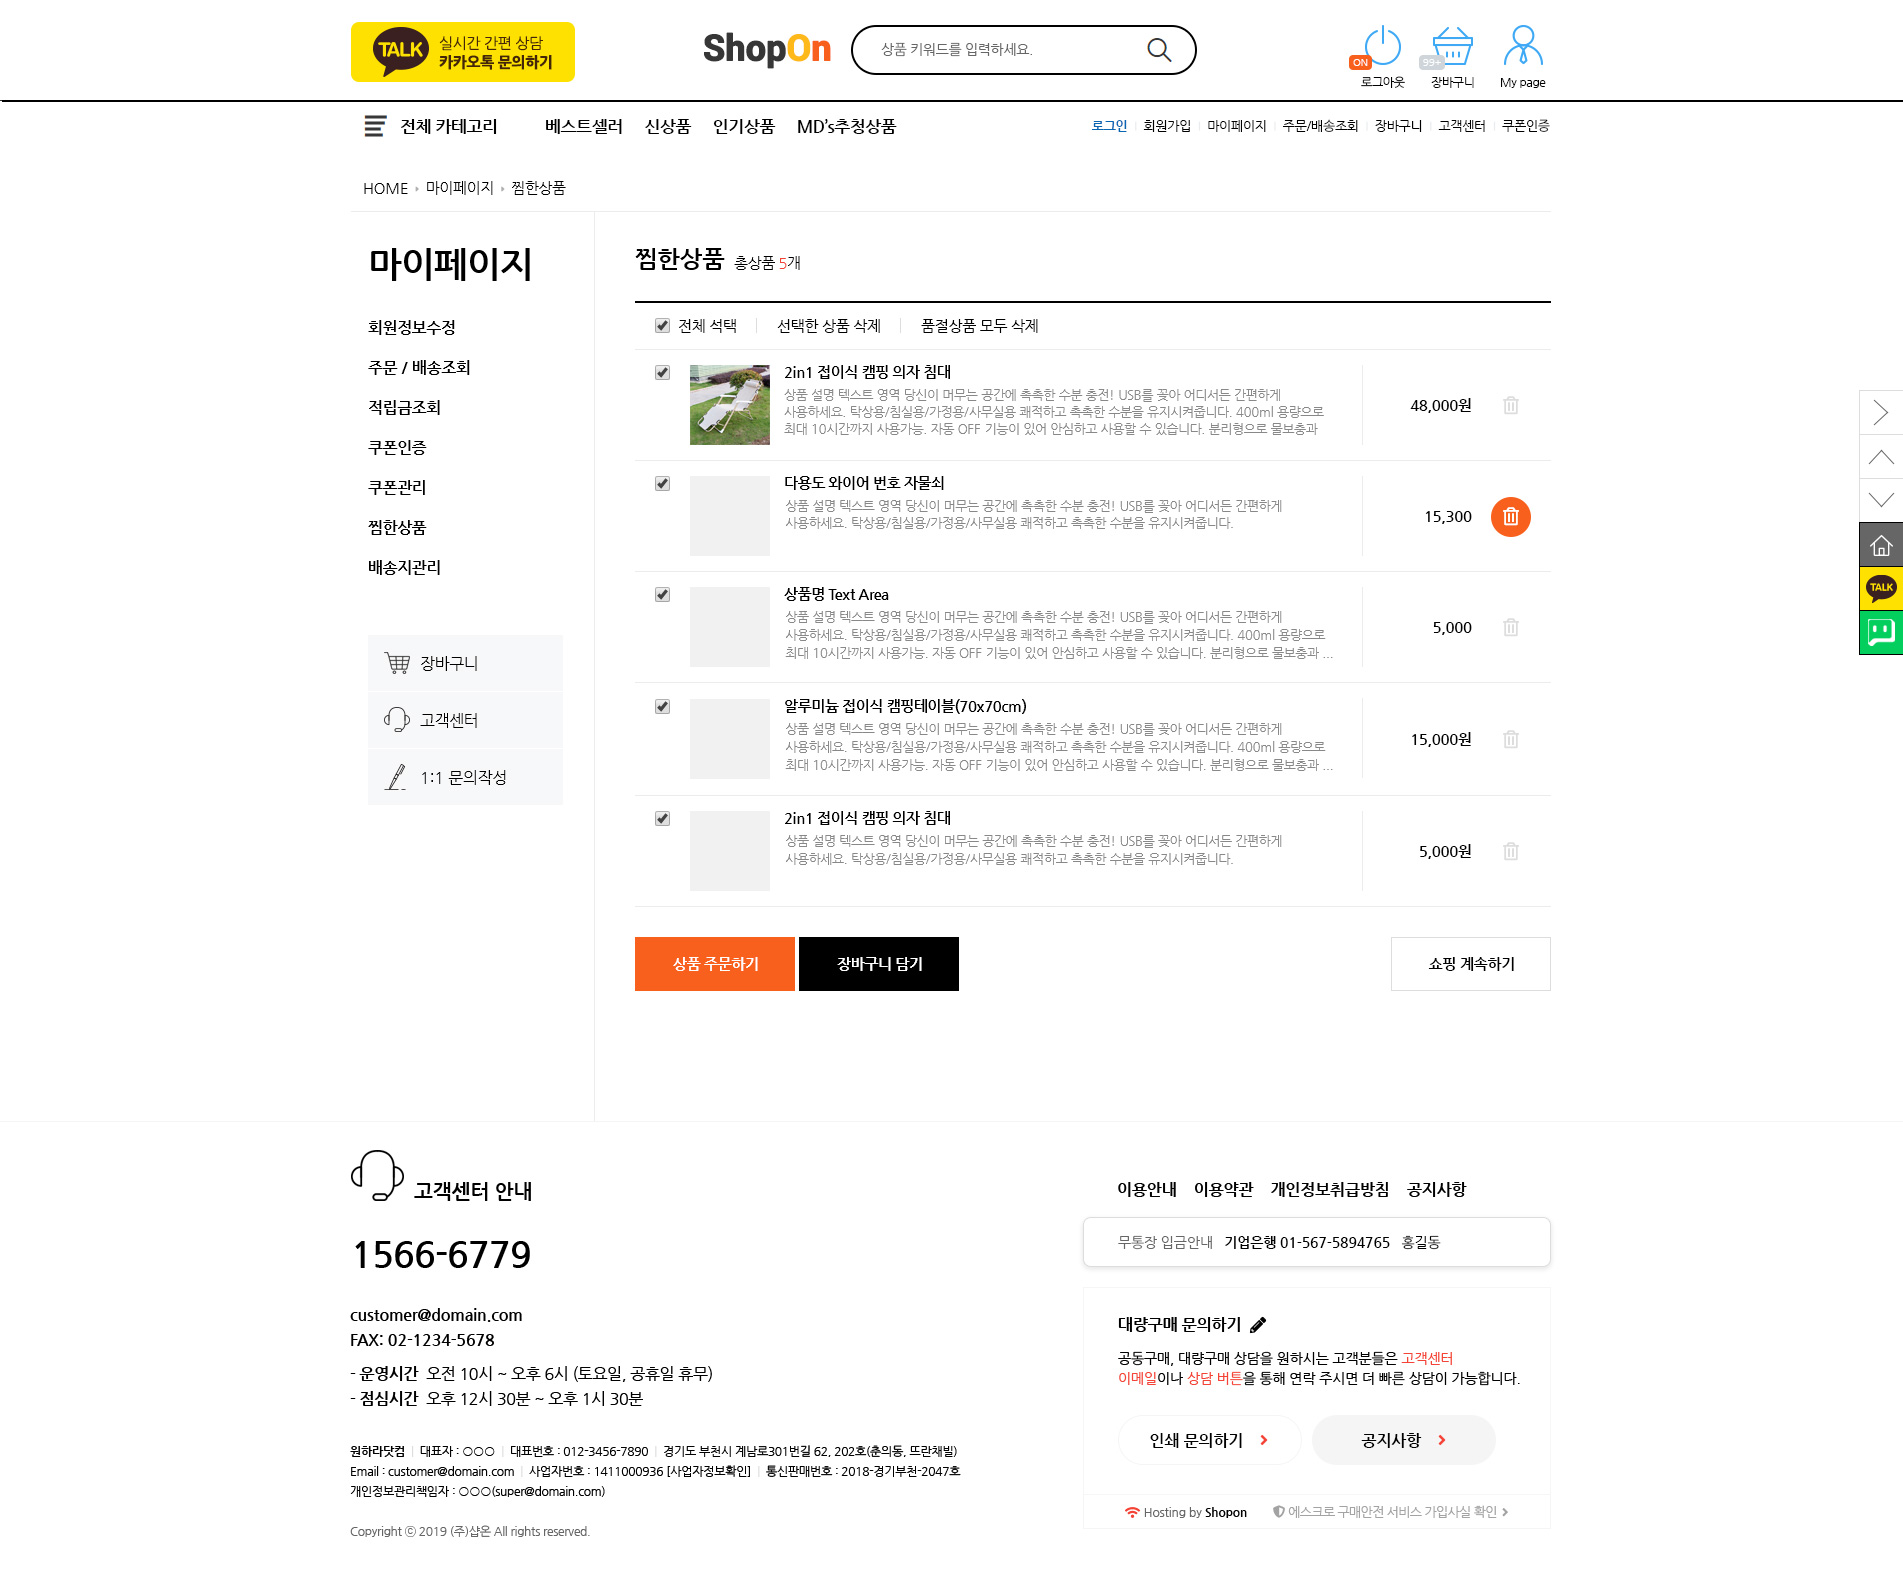 TALK
실시간 간편 상담
카카오톡 문의하기
ShopOn
상품 키워드를 입력하세요.
ON
로그아웃
99+
장바구니
My page
전체 카테고리
베스트셀러
신상품
인기상품
MD's추청상품
로그인
회원가입
마이페이지
주문/배송조회
장바구니
고객센터
쿠폰인증
HOME 마이페이지 찜한상품
마이페이지
회원정보수정
주문 / 배송조회
적립금조회
쿠폰인증
쿠폰관리
찜한상품
배송지관리
장바구니
고객센터
1:1 문의작성
찜한상품 총상품 5개
전체 석택
선택한 상품 삭제
품절상품 모두 삭제
2in1 접이식 캠핑 의자 침대
상품 설명 텍스트 영역 당신이 머무는 공간에 촉촉한 수분 충전! USB를 꽂아 어디서든 간편하게
사용하세요. 탁상용/침실용/가정용/사무실용 쾌적하고 촉촉한 수분을 유지시켜줍니다. 400ml 용량으로
최대 10시간까지 사용가능. 자동 OFF 기능이 있어 안심하고 사용할 수 있습니다. 분리형으로 물보충과
48,000원
다용도 와이어 번호 자물쇠
상품 설명 텍스트 영역 당신이 머무는 공간에 촉촉한 수분 충전! USB를 꽂아 어디서든 간편하게
사용하세요. 탁상용/침실용/가정용/사무실용 쾌적하고 촉촉한 수분을 유지시켜줍니다.
15,300
상품명 Text Area
상품 설명 텍스트 영역 당신이 머무는 공간에 촉촉한 수분 충전! USB를 꽂아 어디서든 간편하게
사용하세요. 탁상용/침실용/가정용/사무실용 쾌적하고 촉촉한 수분을 유지시켜줍니다. 400ml 용량으로
최대 10시간까지 사용가능. 자동 OFF 기능이 있어 안심하고 사용할 수 있습니다. 분리형으로 물보충과 ...
5,000
알루미늄 접이식 캠핑테이블(70x70cm)
상품 설명 텍스트 영역 당신이 머무는 공간에 촉촉한 수분 충전! USB를 꽂아 어디서든 간편하게
사용하세요. 탁상용/침실용/가정용/사무실용 쾌적하고 촉촉한 수분을 유지시켜줍니다. 400ml 용량으로
최대 10시간까지 사용가능. 자동 OFF 기능이 있어 안심하고 사용할 수 있습니다. 분리형으로 물보충과 ...
15,000원
2in1 접이식 캠핑 의자 침대
상품 설명 텍스트 영역 당신이 머무는 공간에 촉촉한 수분 충전! USB를 꽂아 어디서든 간편하게
사용하세요. 탁상용/침실용/가정용/사무실용 쾌적하고 촉촉한 수분을 유지시켜줍니다.
5,000원
상품 주문하기
장바구니 담기
쇼핑 계속하기
TALK
고객센터 안내
1566-6779
customer@domain.com
FAX: 02-1234-5678
- 운영시간 오전 10시 ~ 오후 6시 (토요일, 공휴일 휴무)
- 점심시간 오후 12시 30분 ~ 오후 1시 30분
원하라닷컴 | 대표자 : ○○○ | 대표번호 : 012-3456-7890 | 경기도 부천시 계남로301번길 62, 202호(춘의동, 뜨란채빌)
Email : customer@domain.com | 사업자번호 : 1411000936 [사업자정보확인] | 통신판매번호 : 2018-경기부천-2047호
개인정보관리책임자 : ○○○(super@domain.com)
Copyright ⓒ 2019 (주)샵온 All rights reserved.
이용안내 이용약관 개인정보취급방침 공지사항
무통장 입금안내 기업은행 01-567-5894765 홍길동
대량구매 문의하기
공동구매, 대량구매 상담을 원하시는 고객분들은 고객센터
이메일이나 상담 버튼을 통해 연락 주시면 더 빠른 상담이 가능합니다.
인쇄 문의하기
공지사항
Hosting by Shopon
에스크로 구매안전 서비스 가입사실 확인